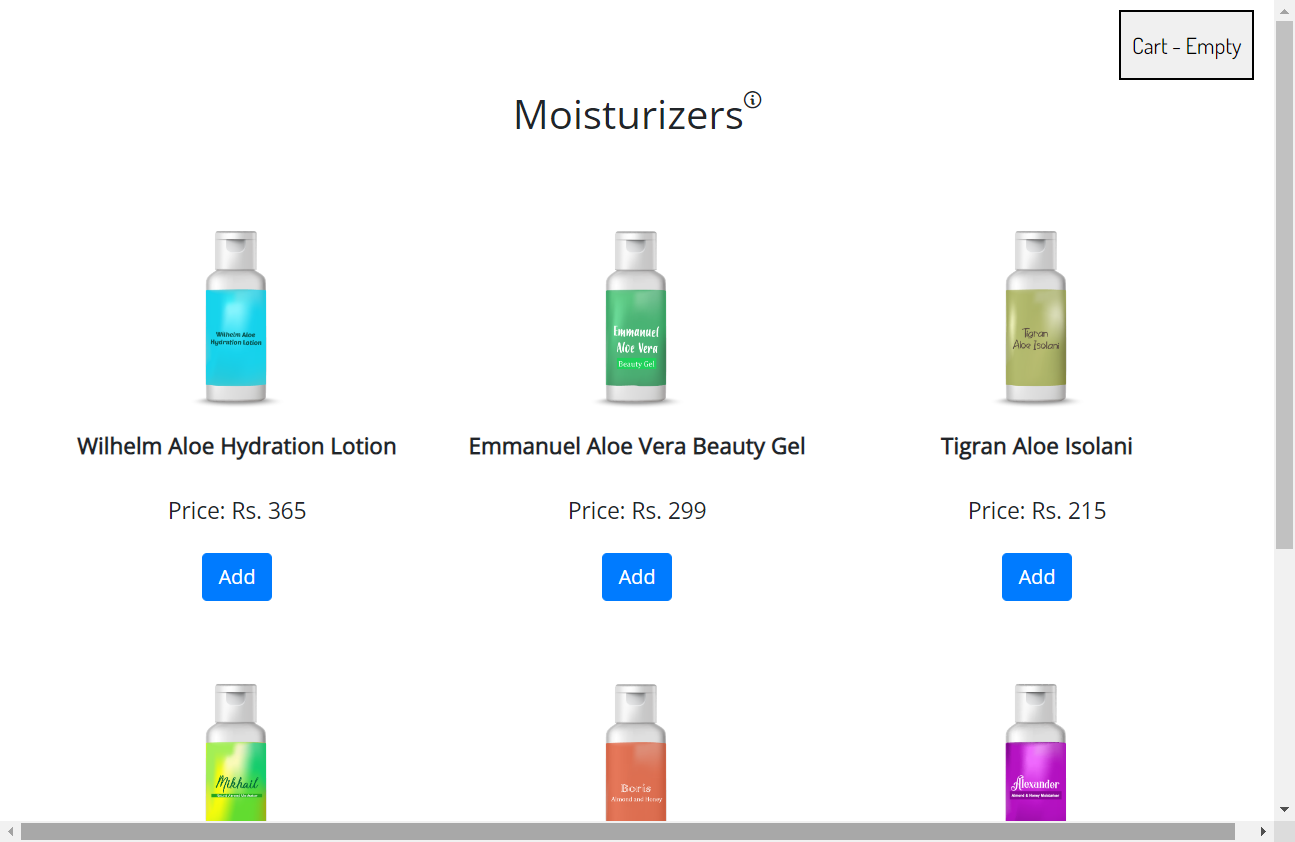 Cart - Empty
Moisturizers
Wilhelm Aloe
Hydration Lotion
Emmanuel
Aloe Vera
Beauty Gel
Tigran
Aloe Isolani
Wilhelm Aloe Hydration Lotion
Emmanuel Aloe Vera Beauty Gel
Tigran Aloe Isolani
Price: Rs. 365
Price: Rs. 299
Price: Rs. 215
Add
Add
Add
Mikhail
Boris
Almond and Honey
Alexander
Almond & Honey Moisturizer